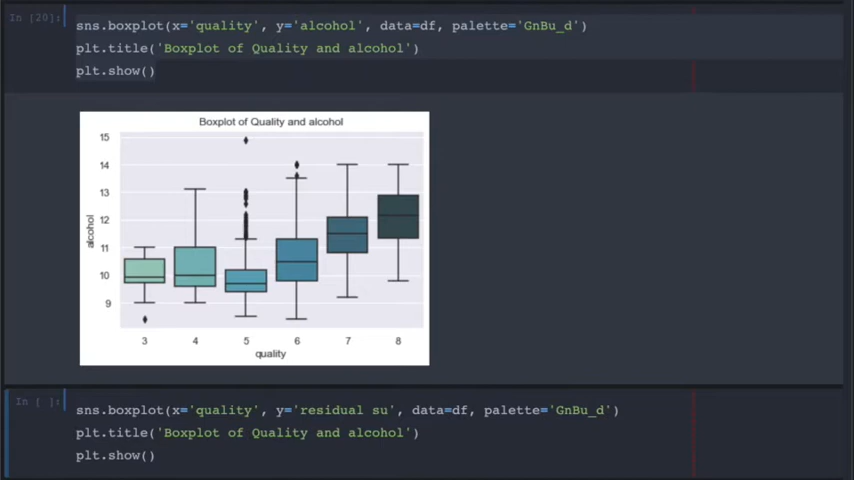 In [20]:
sns.boxplot(x='quality', y='alcohol', data=df, palette='GnBu_d')
plt.title('Boxplot of Quality and alcohol')
plt.show()
Boxplot of Quality and alcohol
15
14
13
12
11
10
9
alcohol
3 4 5 6 7 8
quality
In [ ]:
sns.boxplot(x='quality', y='residual su', data=df, palette='GnBu_d')
plt.title('Boxplot of Quality and alcohol')
plt.show()